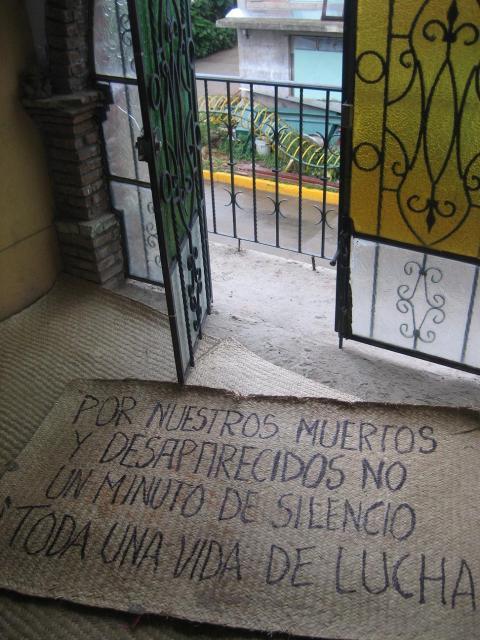 POR NUESTROS MUERTOS
Y DESAPARECIDOS NO
UN MINUTO DE SILENCIO
¡TODA UNA VIDA DE LUCHA